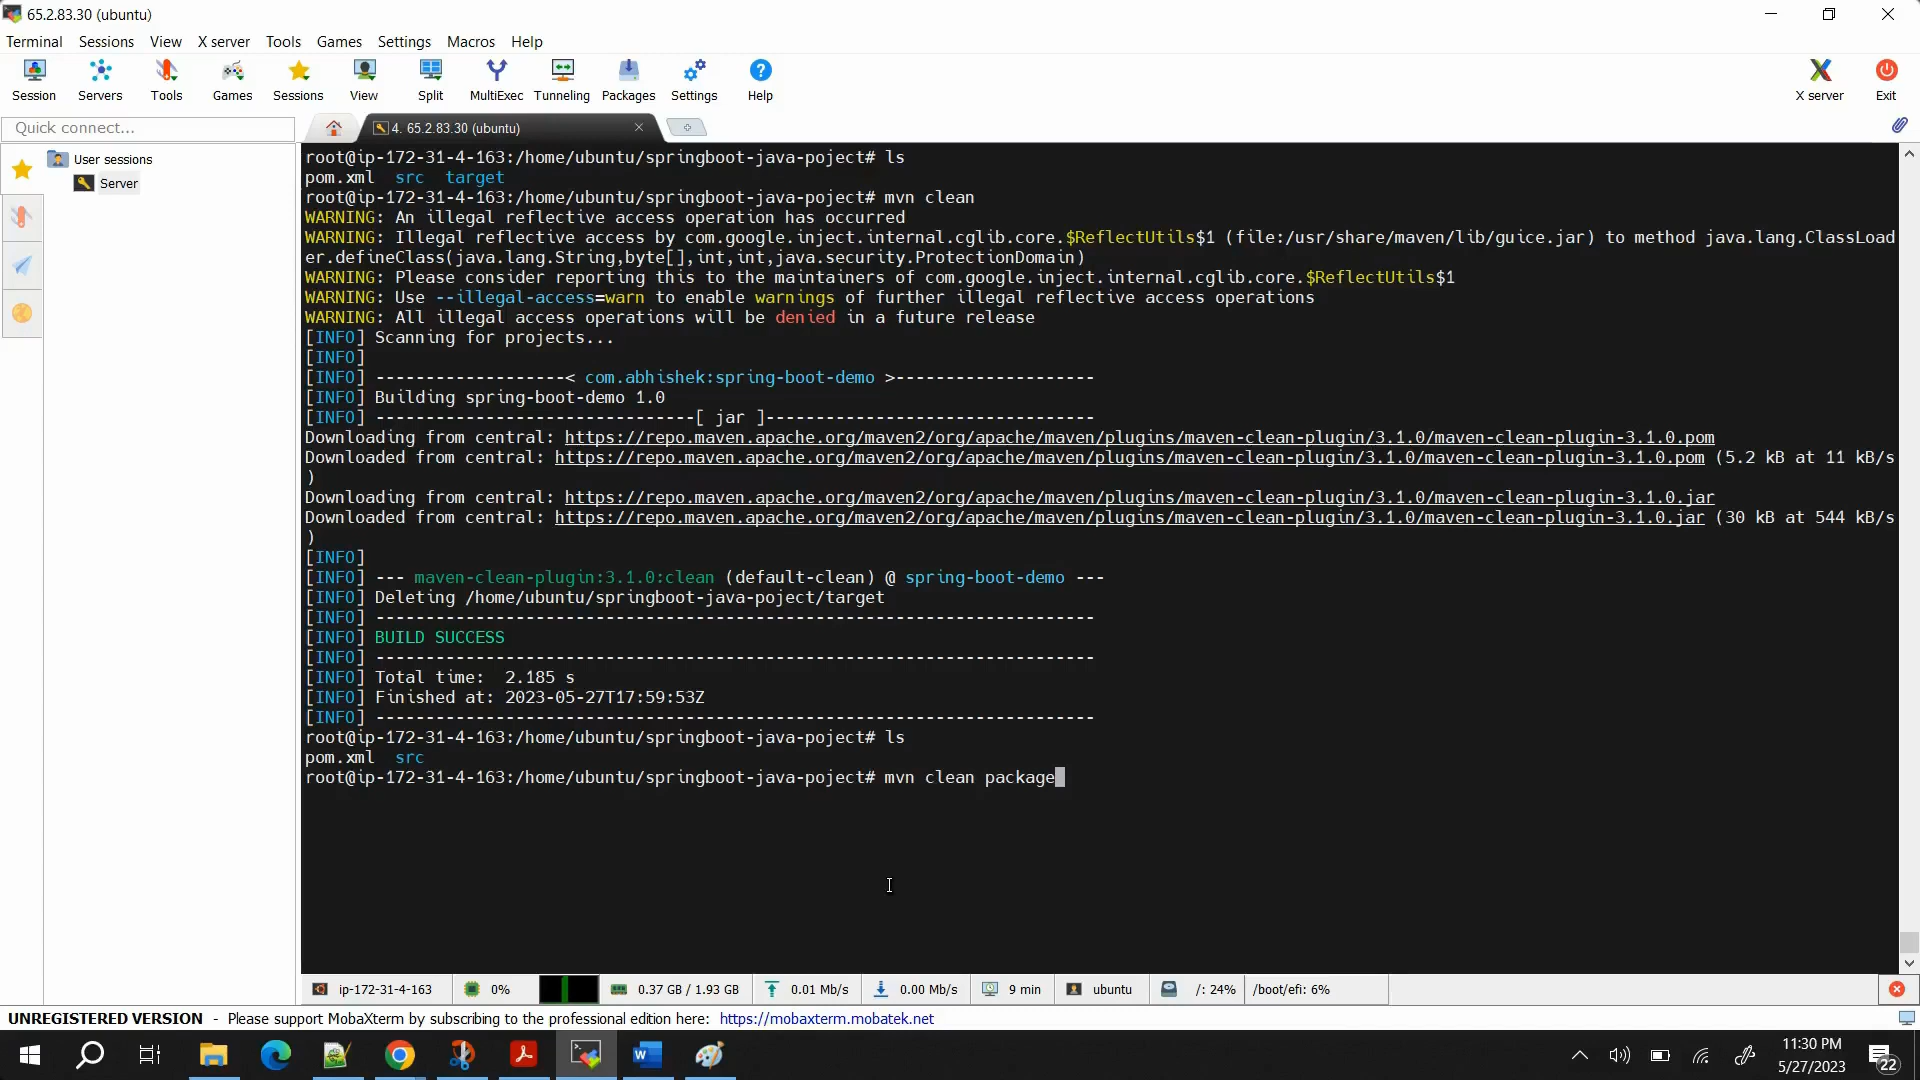 65.2.83.30 (ubuntu)
Terminal Sessions View X server Tools Games Settings Macros Help
Session Servers Tools Games Sessions View Split MultiExec Tunneling Packages Settings Help X server Exit
Quick connect...
4. 65.2.83.30 (ubuntu)
User sessions
Server
root@ip-172-31-4-163:/home/ubuntu/springboot-java-poject# ls
pom.xml src target
root@ip-172-31-4-163:/home/ubuntu/springboot-java-poject# mvn clean
WARNING: An illegal reflective access operation has occurred
WARNING: Illegal reflective access by com.google.inject.internal.cglib.core.$ReflectUtils$1 (file:/usr/share/maven/lib/guice.jar) to method java.lang.ClassLoad
er.defineClass(java.lang.String,byte[],int,int,java.security.ProtectionDomain)
WARNING: Please consider reporting this to the maintainers of com.google.inject.internal.cglib.core.$ReflectUtils$1
WARNING: Use --illegal-access=warn to enable warnings of further illegal reflective access operations
WARNING: All illegal access operations will be denied in a future release
[INFO] Scanning for projects...
[INFO]
[INFO] -------------------< com.abhishek:spring-boot-demo >--------------------
[INFO] Building spring-boot-demo 1.0
[INFO] --------------------------------[ jar ]---------------------------------
Downloading from central: https://repo.maven.apache.org/maven2/org/apache/maven/plugins/maven-clean-plugin/3.1.0/maven-clean-plugin-3.1.0.pom
Downloaded from central: https://repo.maven.apache.org/maven2/org/apache/maven/plugins/maven-clean-plugin/3.1.0/maven-clean-plugin-3.1.0.pom (5.2 kB at 11 kB/s
)
Downloading from central: https://repo.maven.apache.org/maven2/org/apache/maven/plugins/maven-clean-plugin/3.1.0/maven-clean-plugin-3.1.0.jar
Downloaded from central: https://repo.maven.apache.org/maven2/org/apache/maven/plugins/maven-clean-plugin/3.1.0/maven-clean-plugin-3.1.0.jar (30 kB at 544 kB/s
)
[INFO]
[INFO] --- maven-clean-plugin:3.1.0:clean (default-clean) @ spring-boot-demo ---
[INFO] Deleting /home/ubuntu/springboot-java-poject/target
[INFO] ------------------------------------------------------------------------
[INFO] BUILD SUCCESS
[INFO] ------------------------------------------------------------------------
[INFO] Total time:  2.185 s
[INFO] Finished at: 2023-05-27T17:59:53Z
[INFO] ------------------------------------------------------------------------
root@ip-172-31-4-163:/home/ubuntu/springboot-java-poject# ls
pom.xml src
root@ip-172-31-4-163:/home/ubuntu/springboot-java-poject# mvn clean package
ip-172-31-4-163 0% 0.37 GB / 1.93 GB 0.01 Mb/s 0.00 Mb/s 9 min ubuntu /: 24% /boot/efi: 6%
UNREGISTERED VERSION - Please support MobaXterm by subscribing to the professional edition here: https://mobaxterm.mobatek.net
11:30 PM
5/27/2023
22